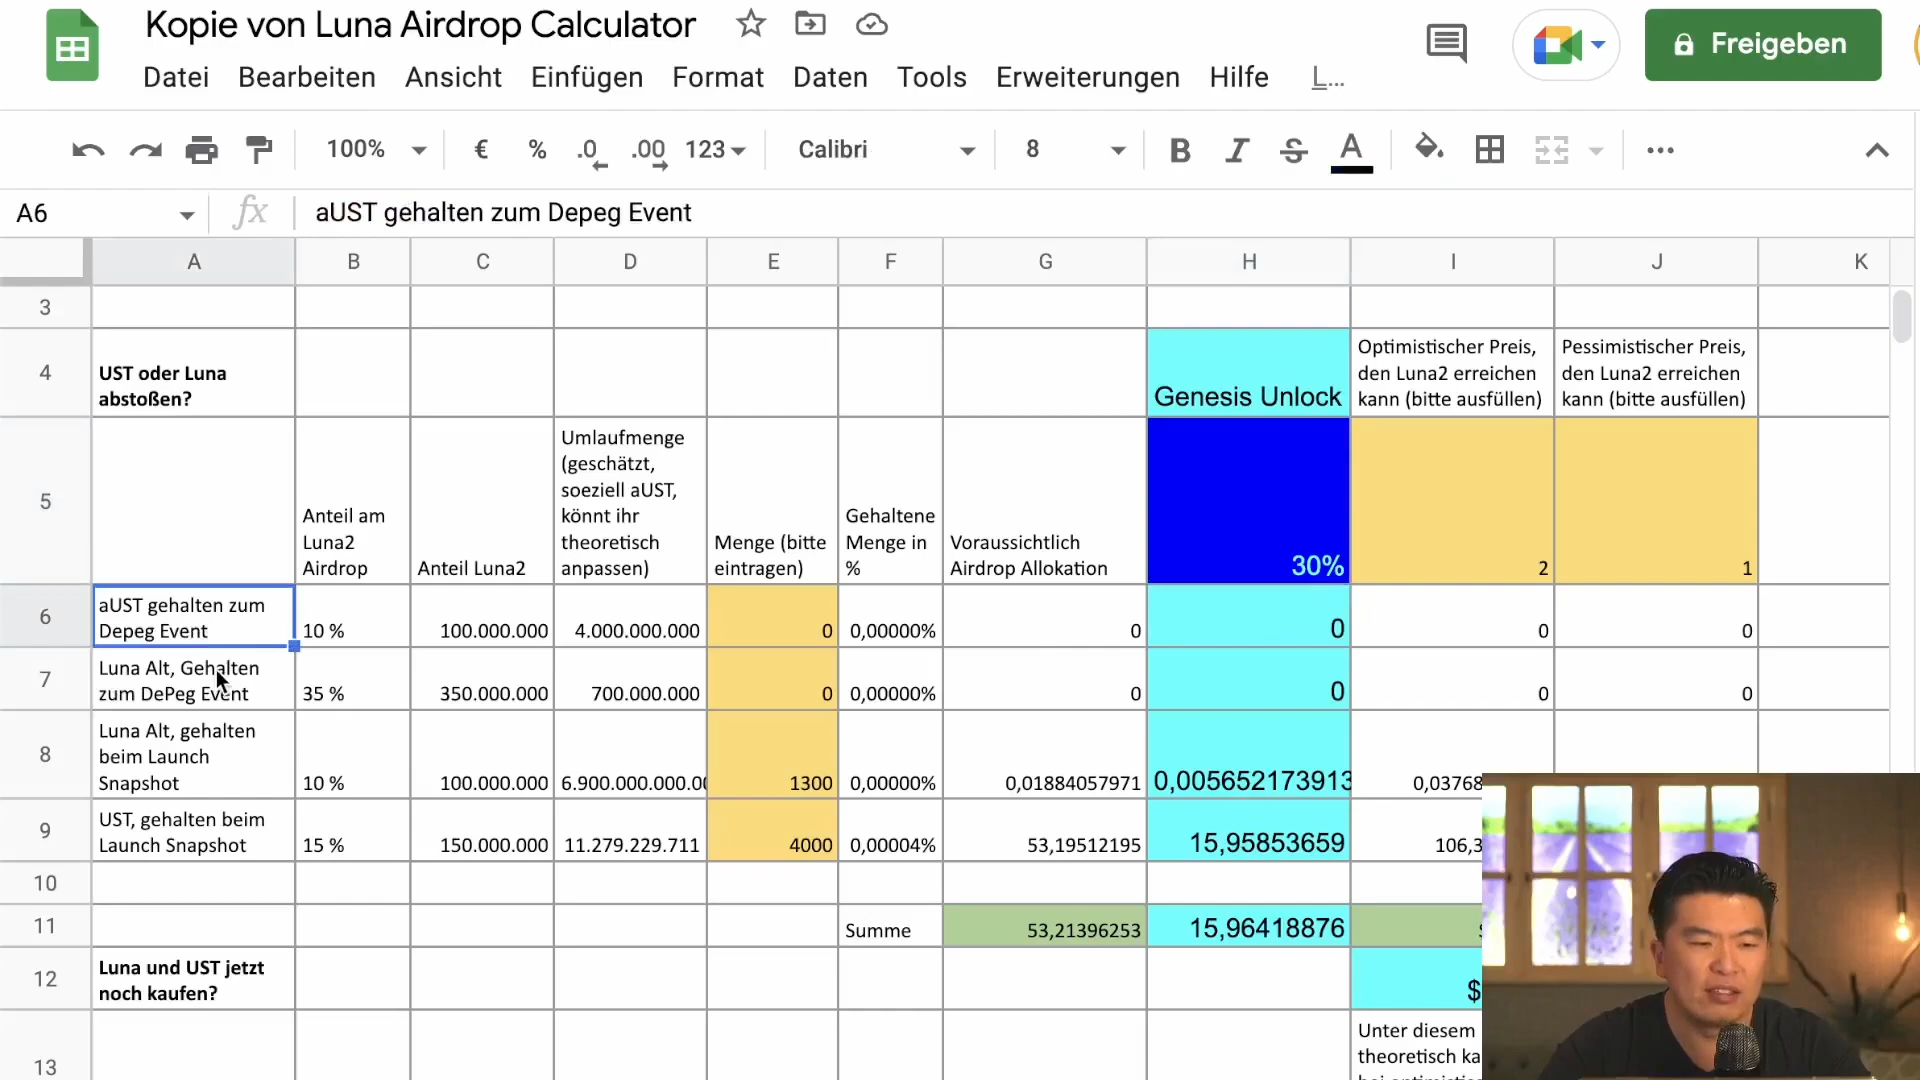 Kopie von Luna Airdrop Calculator
Datei Bearbeiten Ansicht Einfügen Format Daten Tools Erweiterungen Hilfe L...
Freigeben
100% € % .0 .00 123 Calibri 8 B I S A
A6 fx aUST gehalten zum Depeg Event
A B C D E F G H I J K
3
4
UST oder Luna
abstoßen?
Genesis Unlock
Optimistischer Preis,
den Luna2 erreichen
kann (bitte ausfüllen)
Pessimistischer Preis,
den Luna2 erreichen
kann (bitte ausfüllen)
5
Anteil am
Luna2
Airdrop
Anteil Luna2
Umlaufmenge
(geschätzt,
soeziell aUST,
könnt ihr
theoretisch
anpassen)
Menge (bitte
eintragen)
Gehaltene
Menge in
%
Voraussichtlich
Airdrop Allokation
30%
2
1
6
aUST gehalten zum
Depeg Event
10 % 100.000.000 4.000.000.000 0 0,00000% 0 0 0 0
7
Luna Alt, Gehalten
zum DePeg Event
35 % 350.000.000 700.000.000 0 0,00000% 0 0 0 0
8
Luna Alt, gehalten
beim Launch
Snapshot
10 % 100.000.000 6.900.000.000.00 1300 0,00000% 0,01884057971 0,005652173913 0,03768
9
UST, gehalten beim
Launch Snapshot
15 % 150.000.000 11.279.229.711 4000 0,00004% 53,19512195 15,95853659 106,3
10
11
Summe 53,21396253 15,96418876
12
Luna und UST jetzt
noch kaufen?
$
13
Unter diesem
theoretisch ka